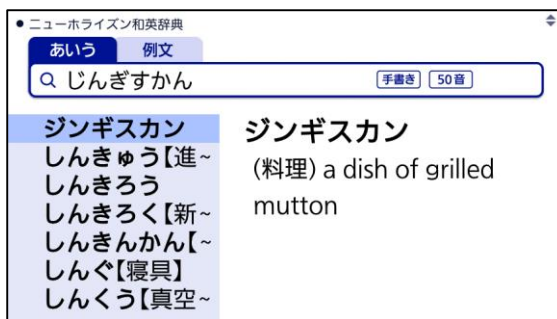 ニューホライズン和英辞典
あいう 例文
じんぎすかん 手書き 50音
ジンギスカン
しんきゅう【進~
しんきろう
しんきろく【新~
しんきんかん【~
しんぐ【寝具】
しんくう【真空~
ジンギスカン
(料理) a dish of grilled
mutton